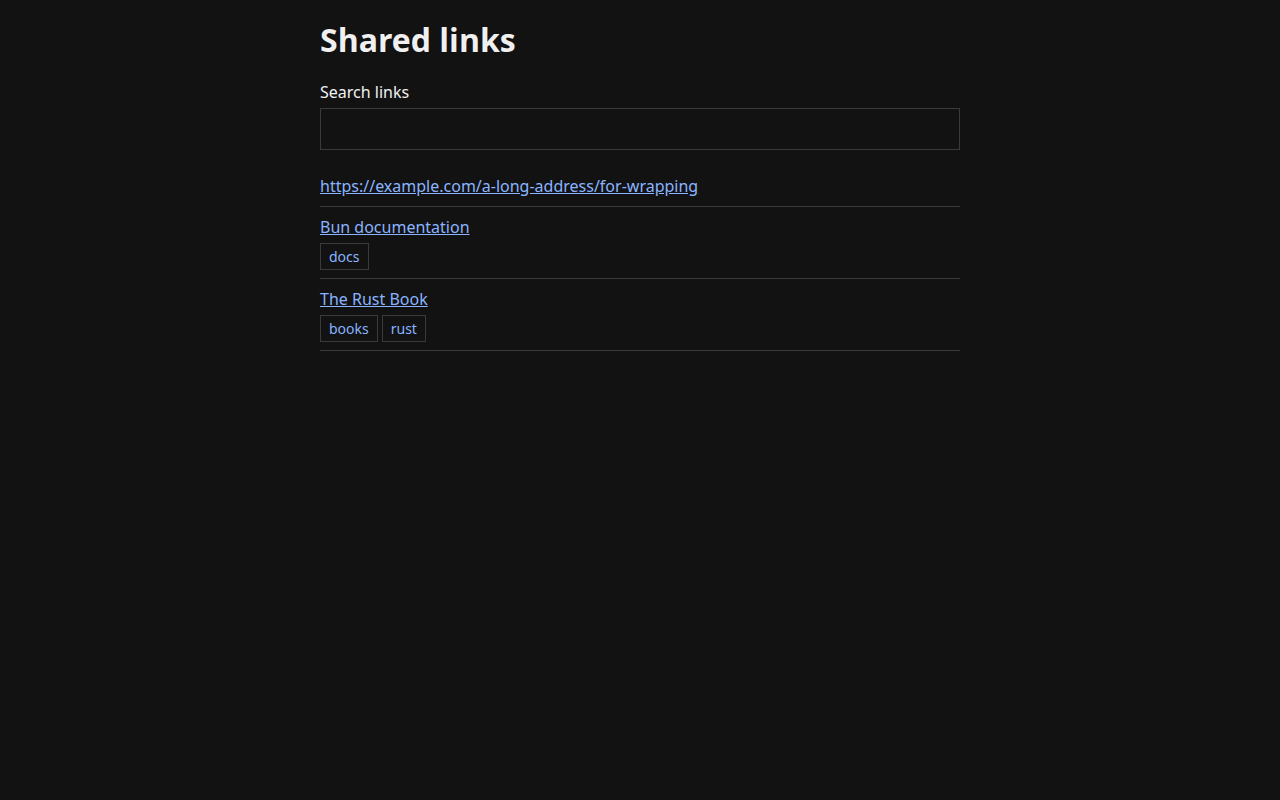 Shared links
Search links
https://example.com/a-long-address/for-wrapping
Bun documentation
docs
The Rust Book
books rust